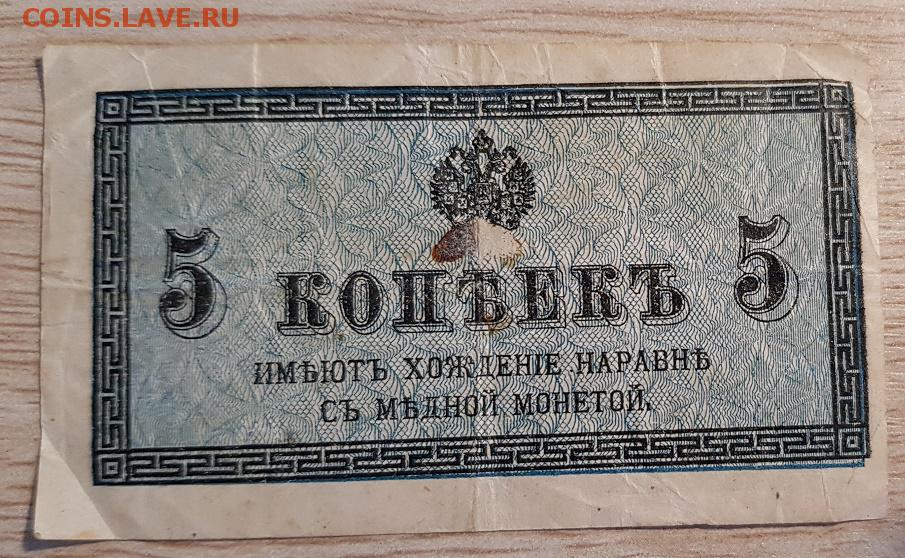 COINS.LAVE.RU
5 КОПѢЕКЪ 5
ИМѢЮТЪ ХОЖДЕНІЕ НАРАВНѢ
СЪ МѢДНОЙ МОНЕТОЙ.